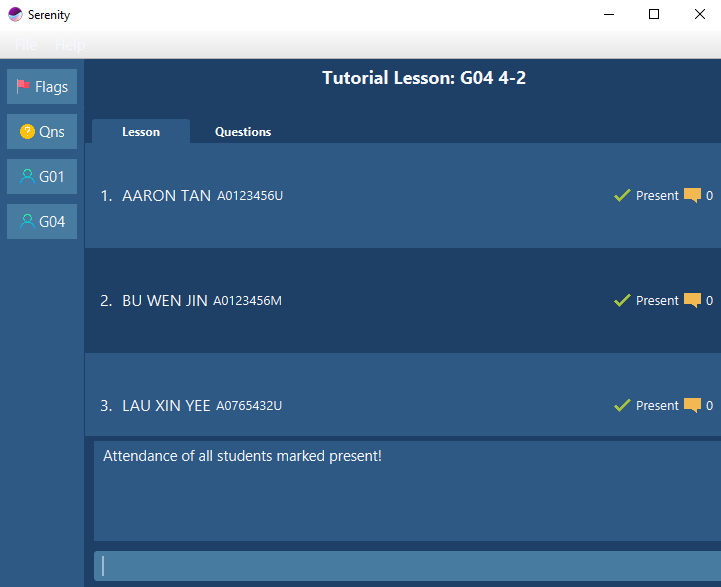 Serenity
File Help
Tutorial Lesson: G04 4-2
Flags
Qns
G01
G04
Lesson Questions
1. AARON TAN A0123456U Present 0
2. BU WEN JIN A0123456M Present 0
3. LAU XIN YEE A0765432U Present 0
Attendance of all students marked present!